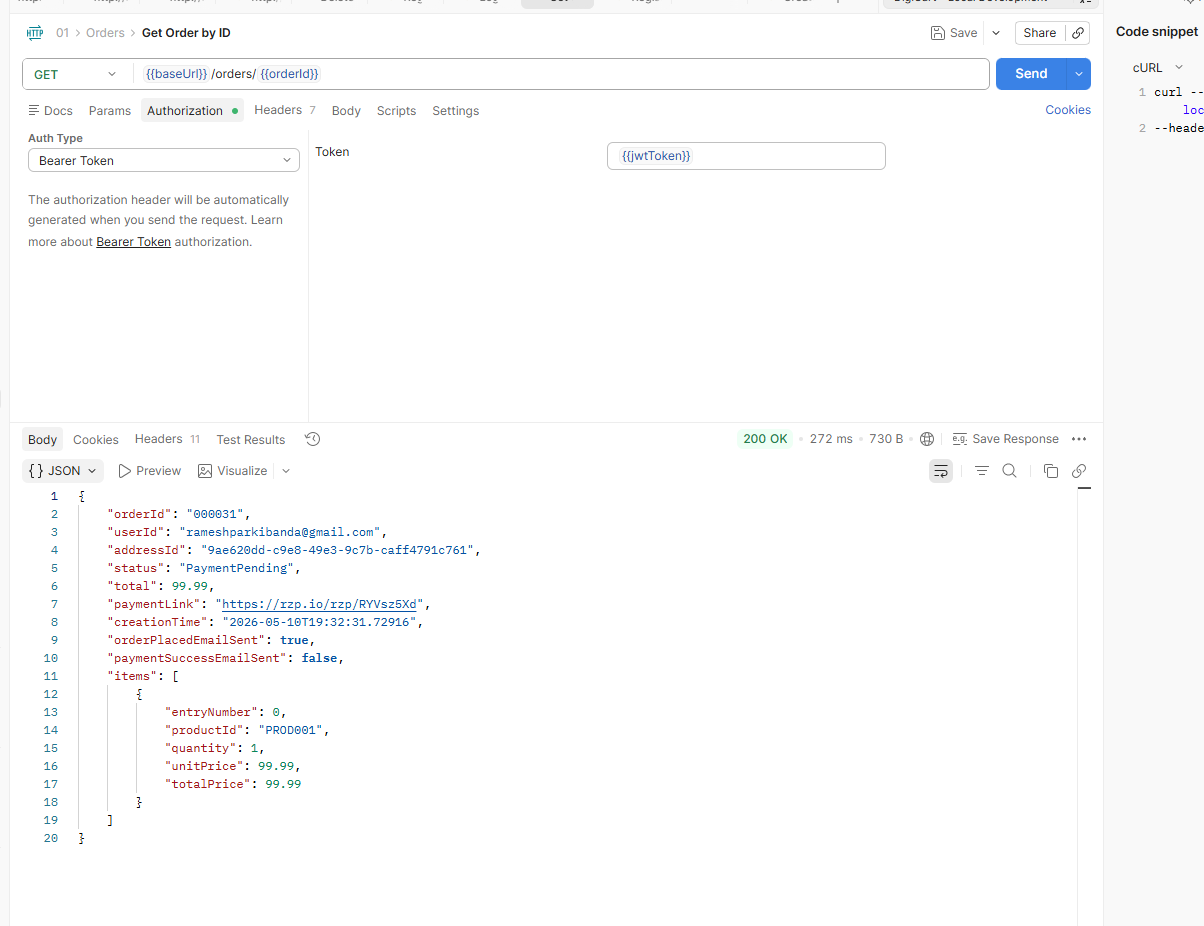 01 > Orders > Get Order by ID
Save
Share
Code snippet
GET
{{baseUrl}} /orders/ {{orderId}}
Send
cURL
1 curl --
loc
2 --heade
Docs
Params
Authorization
Headers 7
Body
Scripts
Settings
Cookies
Auth Type
Bearer Token
Token
{{jwtToken}}
The authorization header will be automatically
generated when you send the request. Learn
more about Bearer Token authorization.
Body
Cookies
Headers 11
Test Results
200 OK
272 ms
730 B
e.g.
Save Response
{} JSON
Preview
Visualize
1 {
2 "orderId": "000031",
3 "userId": "rameshparkibanda@gmail.com",
4 "addressId": "9ae620dd-c9e8-49e3-9c7b-caff4791c761",
5 "status": "PaymentPending",
6 "total": 99.99,
7 "paymentLink": "https://rzp.io/rzp/RYVsz5Xd",
8 "creationTime": "2026-05-10T19:32:31.72916",
9 "orderPlacedEmailSent": true,
10 "paymentSuccessEmailSent": false,
11 "items": [
12 {
13 "entryNumber": 0,
14 "productId": "PROD001",
15 "quantity": 1,
16 "unitPrice": 99.99,
17 "totalPrice": 99.99
18 }
19 ]
20 }